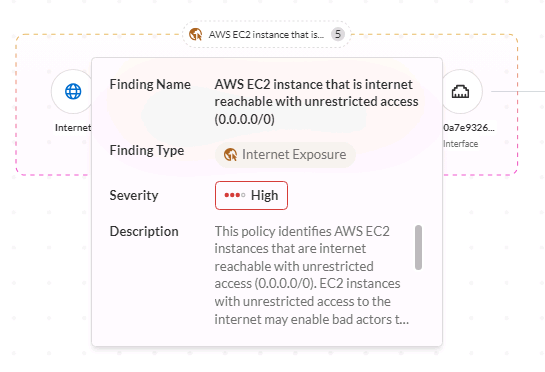 AWS EC2 instance that is... 5
Internet
0a7e9326...
Interface
Finding Name
AWS EC2 instance that is internet
reachable with unrestricted access
(0.0.0.0/0)
Finding Type
Internet Exposure
Severity
High
Description
This policy identifies AWS EC2
instances that are internet
reachable with unrestricted
access (0.0.0.0/0). EC2 instances
with unrestricted access to the
internet may enable bad actors t...